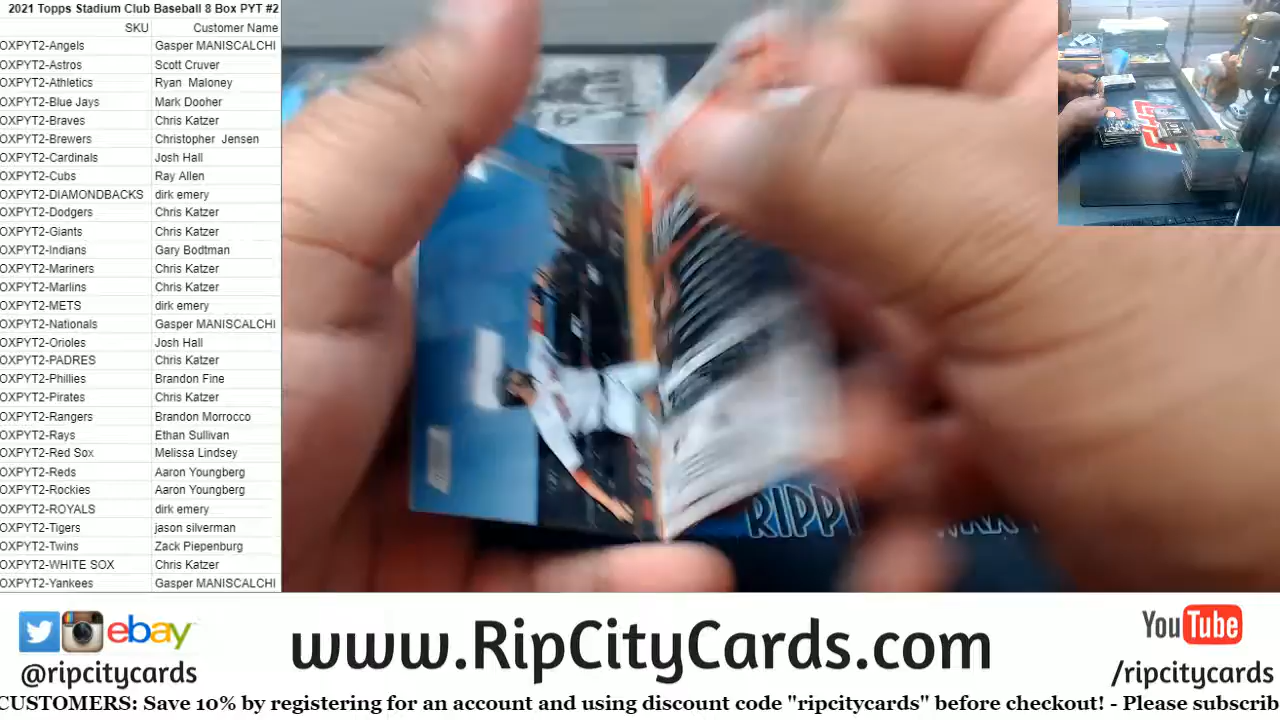 2021 Topps Stadium Club Baseball 8 Box PYT #2
SKU Customer Name
OXPYT2-Angels Gasper MANISCALCHI
OXPYT2-Astros Scott Cruver
OXPYT2-Athletics Ryan Maloney
OXPYT2-Blue Jays Mark Dooher
OXPYT2-Braves Chris Katzer
OXPYT2-Brewers Christopher Jensen
OXPYT2-Cardinals Josh Hall
OXPYT2-Cubs Ray Allen
OXPYT2-DIAMONDBACKS dirk emery
OXPYT2-Dodgers Chris Katzer
OXPYT2-Giants Chris Katzer
OXPYT2-Indians Gary Bodtman
OXPYT2-Mariners Chris Katzer
OXPYT2-Marlins Chris Katzer
OXPYT2-METS dirk emery
OXPYT2-Nationals Gasper MANISCALCHI
OXPYT2-Orioles Josh Hall
OXPYT2-PADRES Chris Katzer
OXPYT2-Phillies Brandon Fine
OXPYT2-Pirates Chris Katzer
OXPYT2-Rangers Brandon Morrocco
OXPYT2-Rays Ethan Sullivan
OXPYT2-Red Sox Melissa Lindsey
OXPYT2-Reds Aaron Youngberg
OXPYT2-Rockies Aaron Youngberg
OXPYT2-ROYALS dirk emery
OXPYT2-Tigers jason silverman
OXPYT2-Twins Zack Piepenburg
OXPYT2-WHITE SOX Chris Katzer
OXPYT2-Yankees Gasper MANISCALCHI
RIPPI
ebay
@ripcitycards
www.RipCityCards.com
YouTube
/ripcitycards
CUSTOMERS: Save 10% by registering for an account and using discount code "ripcitycards" before checkout! - Please subscrib